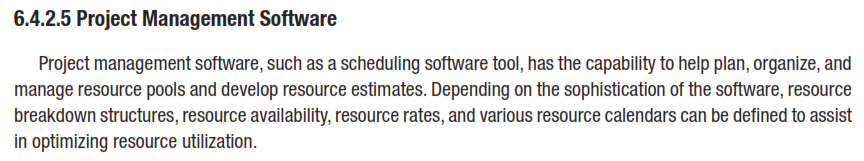 6.4.2.5 Project Management Software
Project management software, such as a scheduling software tool, has the capability to help plan, organize, and
manage resource pools and develop resource estimates. Depending on the sophistication of the software, resource
breakdown structures, resource availability, resource rates, and various resource calendars can be defined to assist
in optimizing resource utilization.